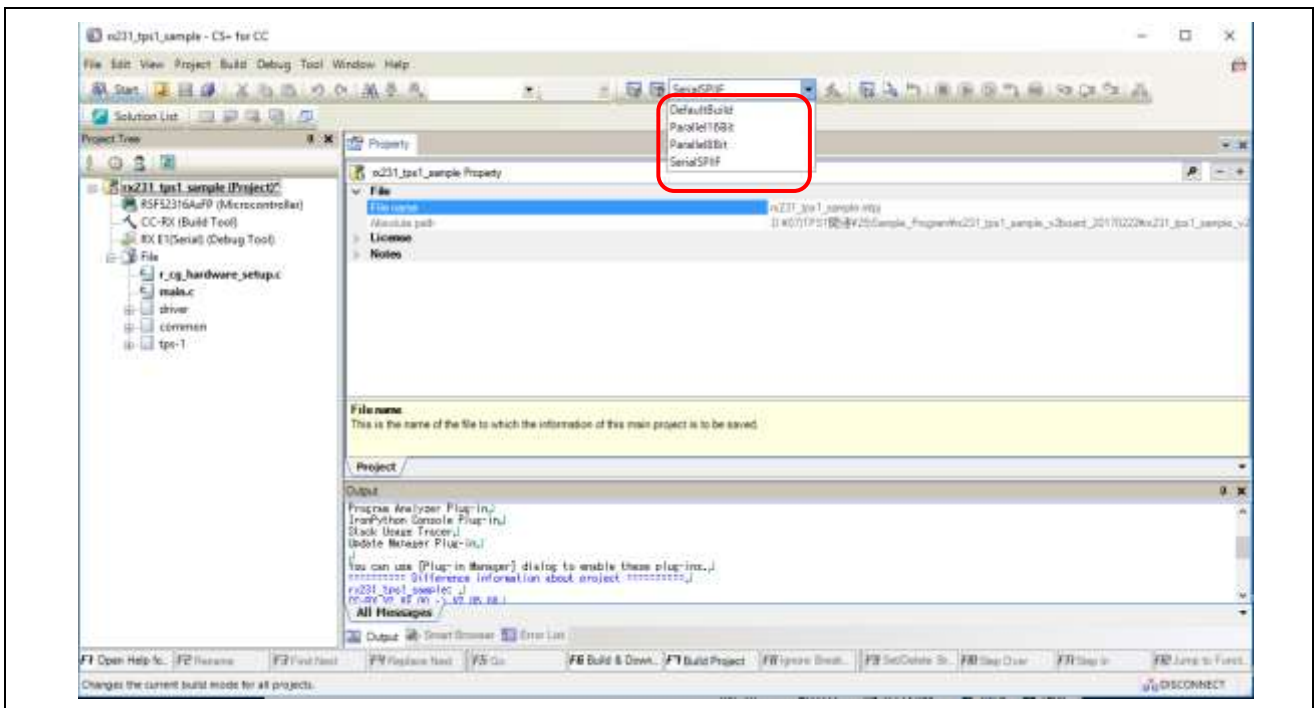 rx231_tps1_sample - CS+ for CC
File Edit View Project Build Debug Tool Window Help
Start
SerialSPIIF
DefaultBuild
Parallel16Bit
Parallel8Bit
SerialSPIIF
Solution List
Project Tree
Property
rx231_tps1_sample (Project)*
R5F52316AxFP (Microcontroller)
CC-RX (Build Tool)
RX E1(Serial) (Debug Tool)
File
r_cg_hardware_setup.c
main.c
driver
common
tps-1
rx231_tps1_sample Property
File
File name
rx231_tps1_sample.mtpj
Absolute path
License
Notes
File name
This is the name of the file to which the information of this main project is to be saved.
Project
Output
Program Analyzer Plug-in
IronPython Console Plug-in
Stack Usage Tracer
Update Manager Plug-in
You can use [Plug-in Manager] dialog to enable these plug-ins.
========== Difference information about project ==========
rx231_tps1_sample:
All Messages
Output Smart Browser Error List
F1 Open Help fo.. F2 Rename F3 Find Next F4 Replace Next F5 Go F6 Build & Down.. F7 Build Project F8 Ignore Break.. F9 Set/Delete Br.. F10 Step Over F11 Step In F12 Jump to Funct..
Changes the current build mode for all projects.
DISCONNECT